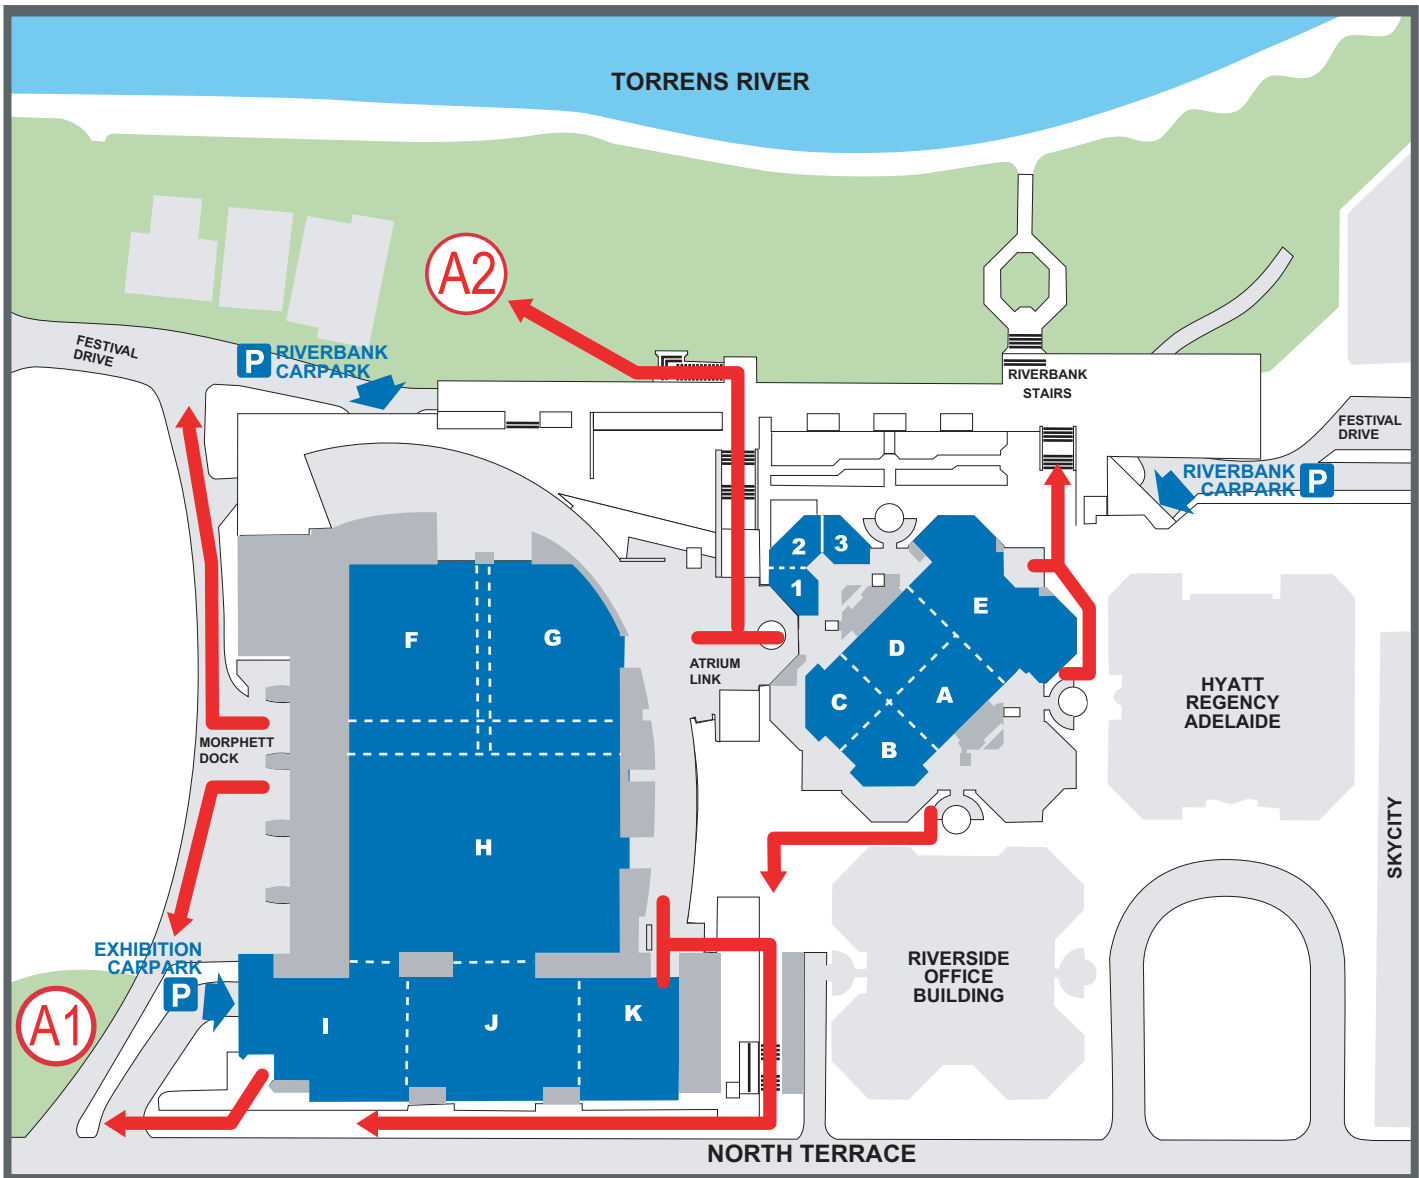 TORRENS RIVER
A2
FESTIVAL
DRIVE
P
RIVERBANK
CARPARK
RIVERBANK
STAIRS
FESTIVAL
DRIVE
RIVERBANK
CARPARK
P
2
3
1
E
F
G
D
ATRIUM
LINK
C
A
HYATT
REGENCY
ADELAIDE
MORPHETT
DOCK
B
H
SKYCITY
EXHIBITION
CARPARK
P
RIVERSIDE
OFFICE
BUILDING
A1
I
J
K
NORTH TERRACE